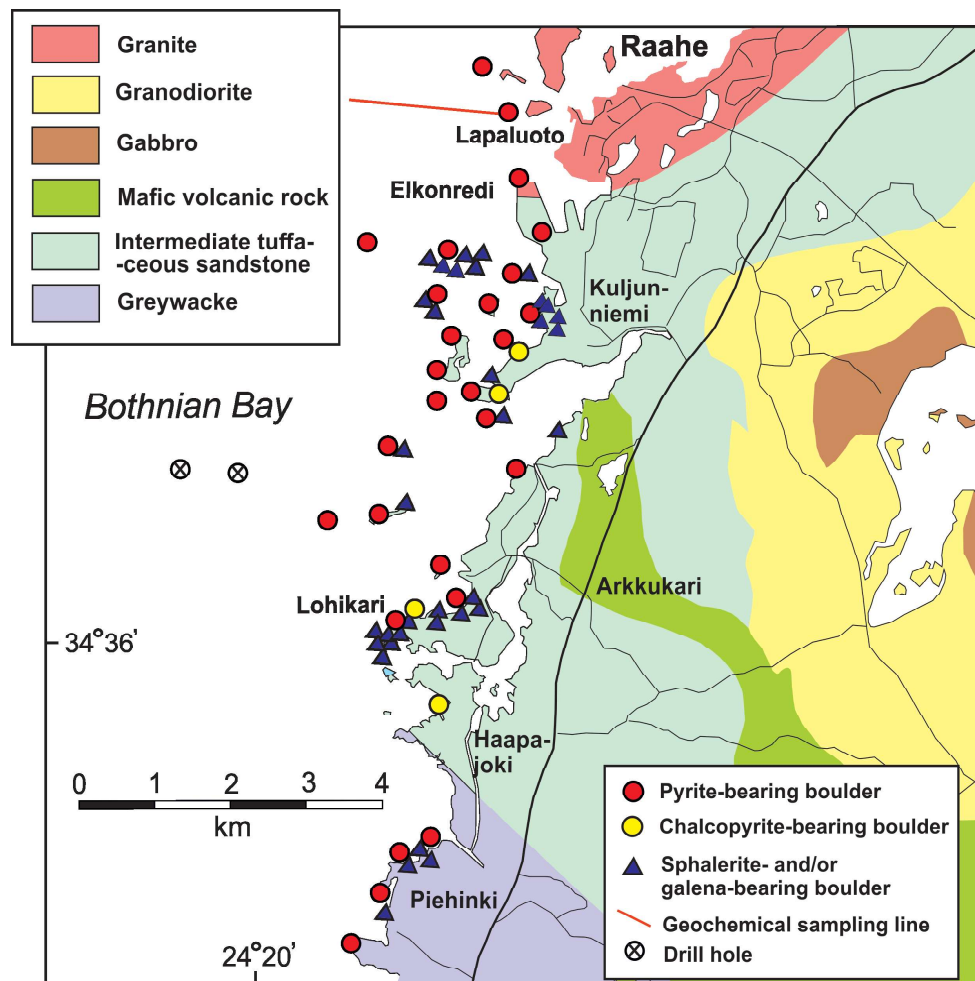 Granite
Granodiorite
Gabbro
Mafic volcanic rock
Intermediate tuffa-
-ceous sandstone
Greywacke
Raahe
Lapaluoto
Elkonredi
Kuljun-
niemi
Bothnian Bay
Arkkukari
Lohikari
34°36’
Haapa-
joki
0 1 2 3 4
km
Piehinki
24°20’
Pyrite-bearing boulder
Chalcopyrite-bearing boulder
Sphalerite- and/or
galena-bearing boulder
Geochemical sampling line
Drill hole